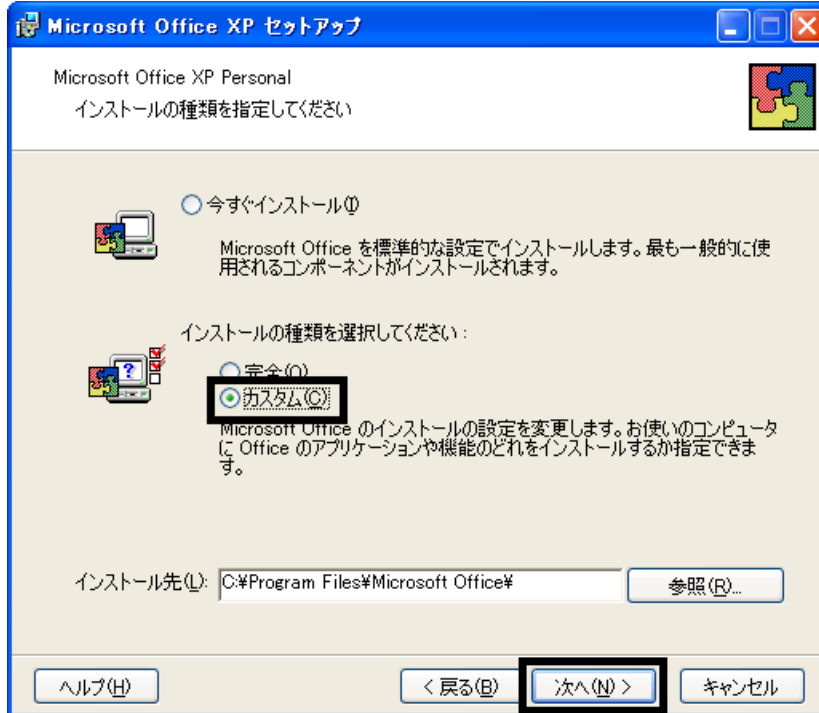 Microsoft Office XP セットアップ
Microsoft Office XP Personal
インストールの種類を指定してください
今すぐインストール(I)
Microsoft Office を標準的な設定でインストールします。最も一般的に使
用されるコンポーネントがインストールされます。
インストールの種類を選択してください:
?
完全(O)
カスタム(C)
Microsoft Office のインストールの設定を変更します。お使いのコンピュータ
に Office のアプリケーションや機能のどれをインストールするか指定できま
す。
インストール先(L): C:¥Program Files¥Microsoft Office¥ 参照(R)...
ヘルプ(H) < 戻る(B) 次へ(N) > キャンセル